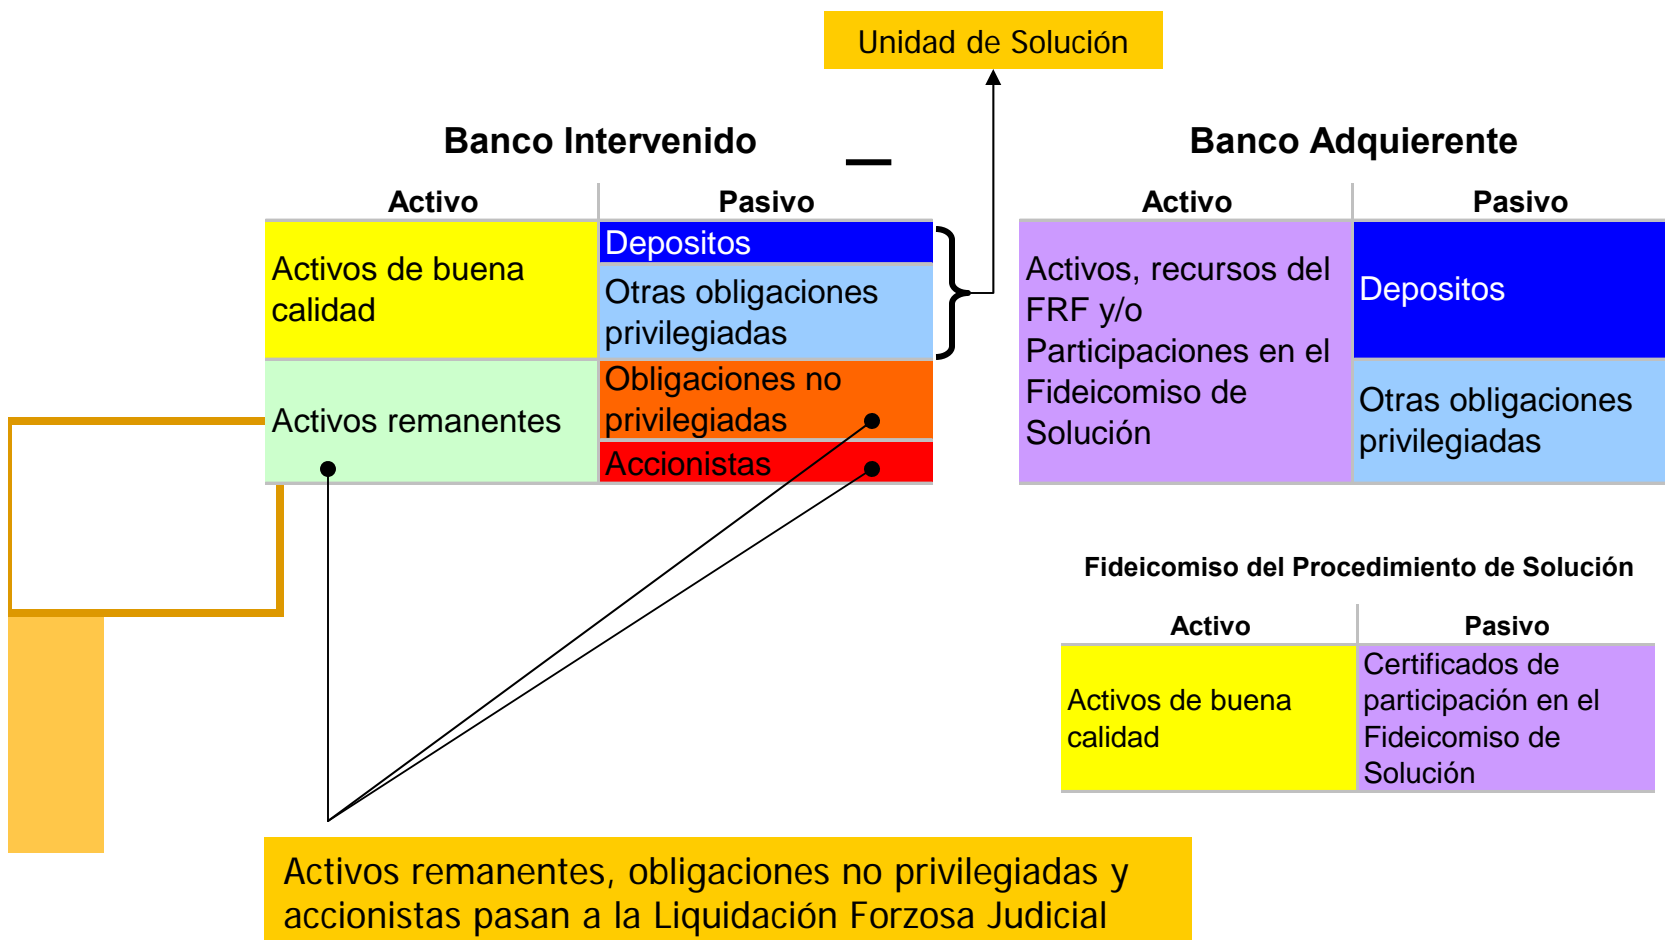 Unidad de Solución
Banco Intervenido
Banco Adquierente
Activo
Pasivo
Activos de buena
calidad
Depositos
Otras obligaciones
privilegiadas
Activos remanentes
Obligaciones no
privilegiadas
Accionistas
Activo
Pasivo
Activos, recursos del
FRF y/o
Participaciones en el
Fideicomiso de
Solución
Depositos
Otras obligaciones
privilegiadas
Fideicomiso del Procedimiento de Solución
Activo
Pasivo
Activos de buena
calidad
Certificados de
participación en el
Fideicomiso de
Solución
Activos remanentes, obligaciones no privilegiadas y
accionistas pasan a la Liquidación Forzosa Judicial